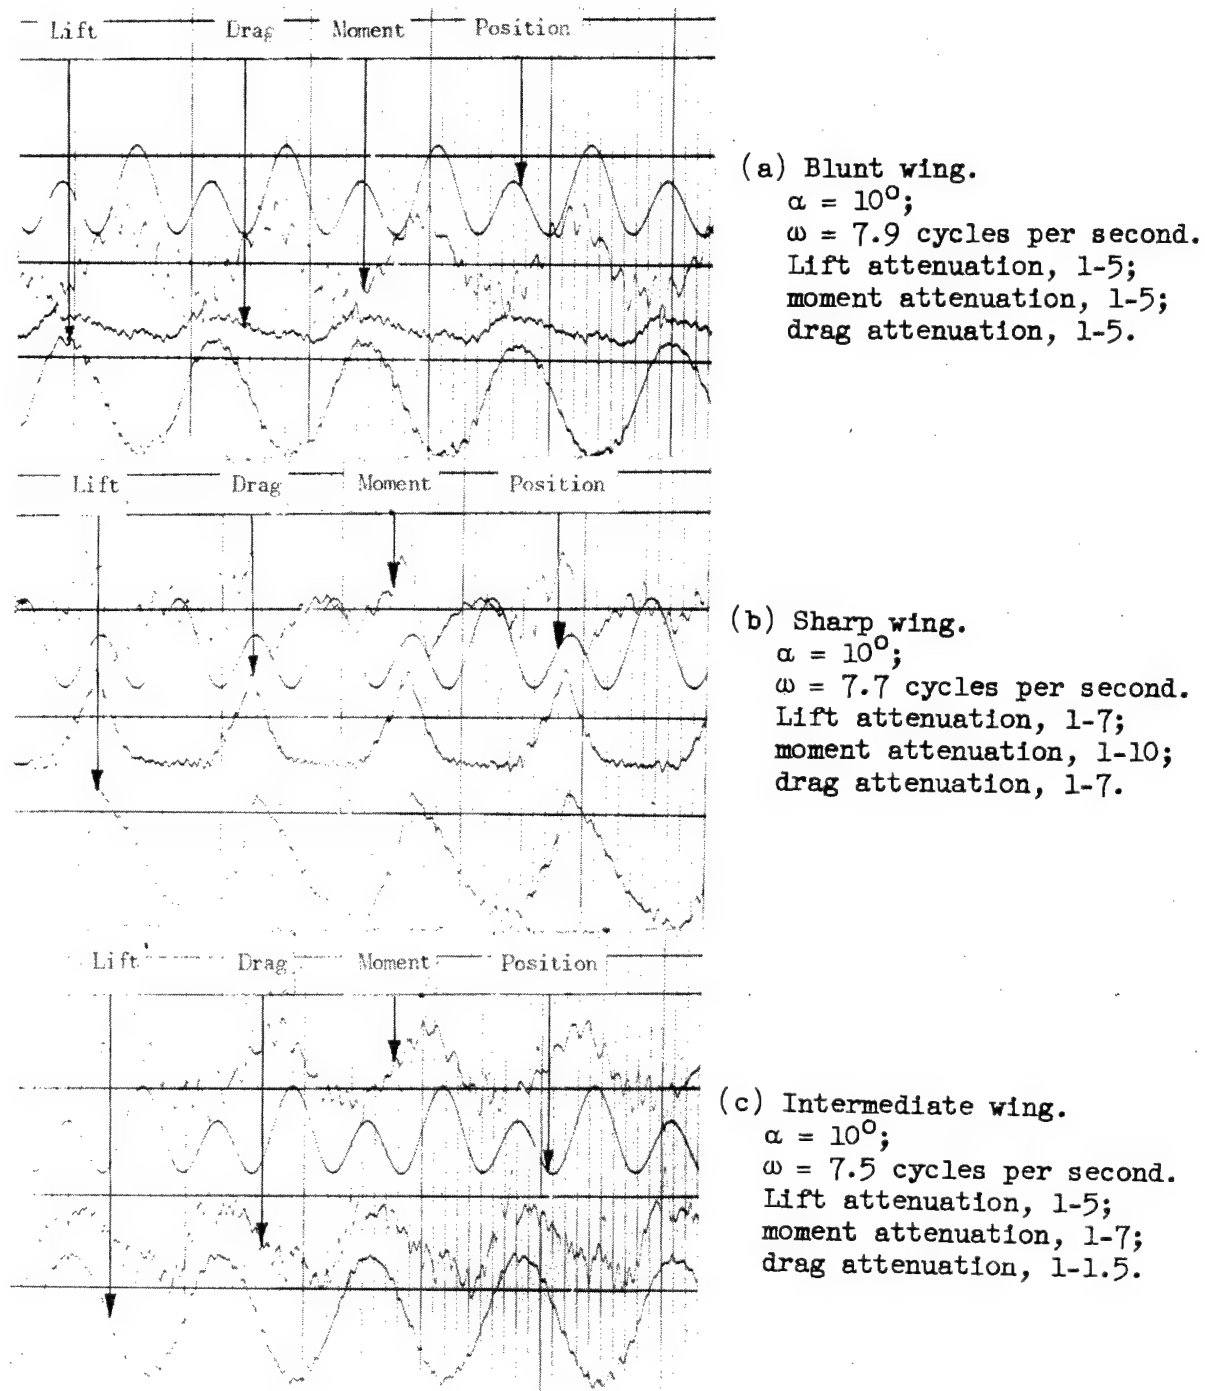 Lift Drag Moment Position
(a) Blunt wing.
α = 10°;
ω = 7.9 cycles per second.
Lift attenuation, 1-5;
moment attenuation, 1-5;
drag attenuation, 1-5.
Lift Drag Moment Position
(b) Sharp wing.
α = 10°;
ω = 7.7 cycles per second.
Lift attenuation, 1-7;
moment attenuation, 1-10;
drag attenuation, 1-7.
Lift Drag Moment Position
(c) Intermediate wing.
α = 10°;
ω = 7.5 cycles per second.
Lift attenuation, 1-5;
moment attenuation, 1-7;
drag attenuation, 1-1.5.